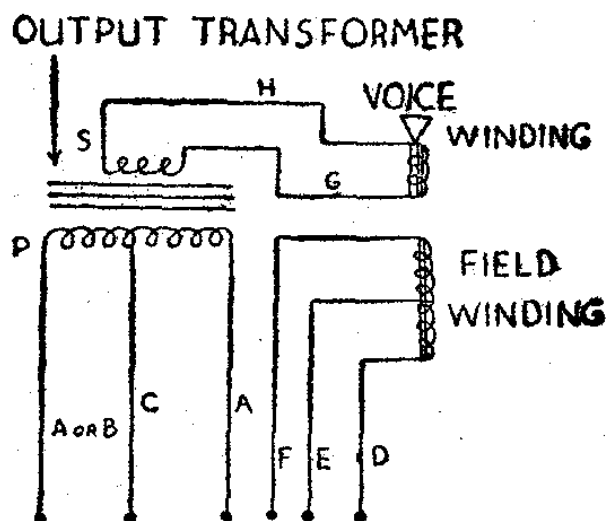 OUTPUT TRANSFORMER
H
VOICE
WINDING
S
G
P
FIELD
WINDING
A OR B
C
A
F
E
D